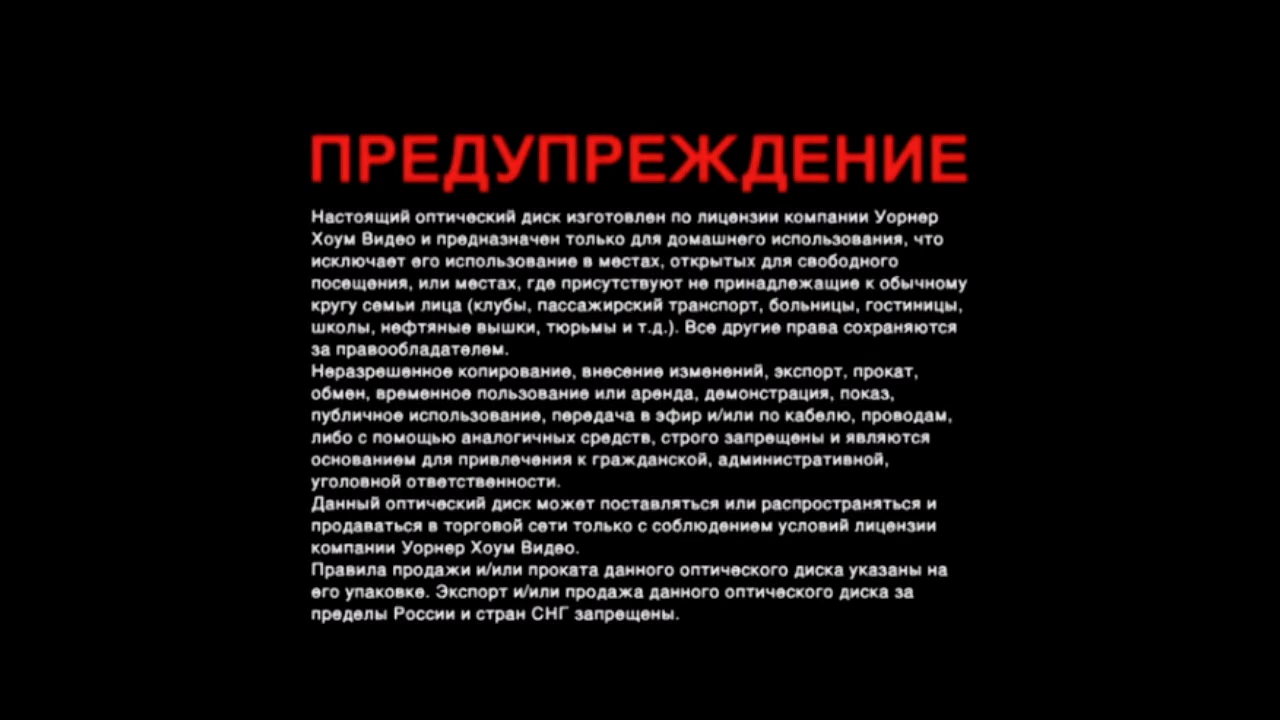 ПРЕДУПРЕЖДЕНИЕ
Настоящий оптический диск изготовлен по лицензии компании Уорнер
Хоум Видео и предназначен только для домашнего использования, что
исключает его использование в местах, открытых для свободного
посещения, или местах, где присутствуют не принадлежащие к обычному
кругу семьи лица (клубы, пассажирский транспорт, больницы, гостиницы,
школы, нефтяные вышки, тюрьмы и т.д.). Все другие права сохраняются
за правообладателем.
Неразрешенное копирование, внесение изменений, экспорт, прокат,
обмен, временное пользование или аренда, демонстрация, показ,
публичное использование, передача в эфир и/или по кабелю, проводам,
либо с помощью аналогичных средств, строго запрещены и являются
основанием для привлечения к гражданской, административной,
уголовной ответственности.
Данный оптический диск может поставляться или распространяться и
продаваться в торговой сети только с соблюдением условий лицензии
компании Уорнер Хоум Видео.
Правила продажи и/или проката данного оптического диска указаны на
его упаковке. Экспорт и/или продажа данного оптического диска за
пределы России и стран СНГ запрещены.